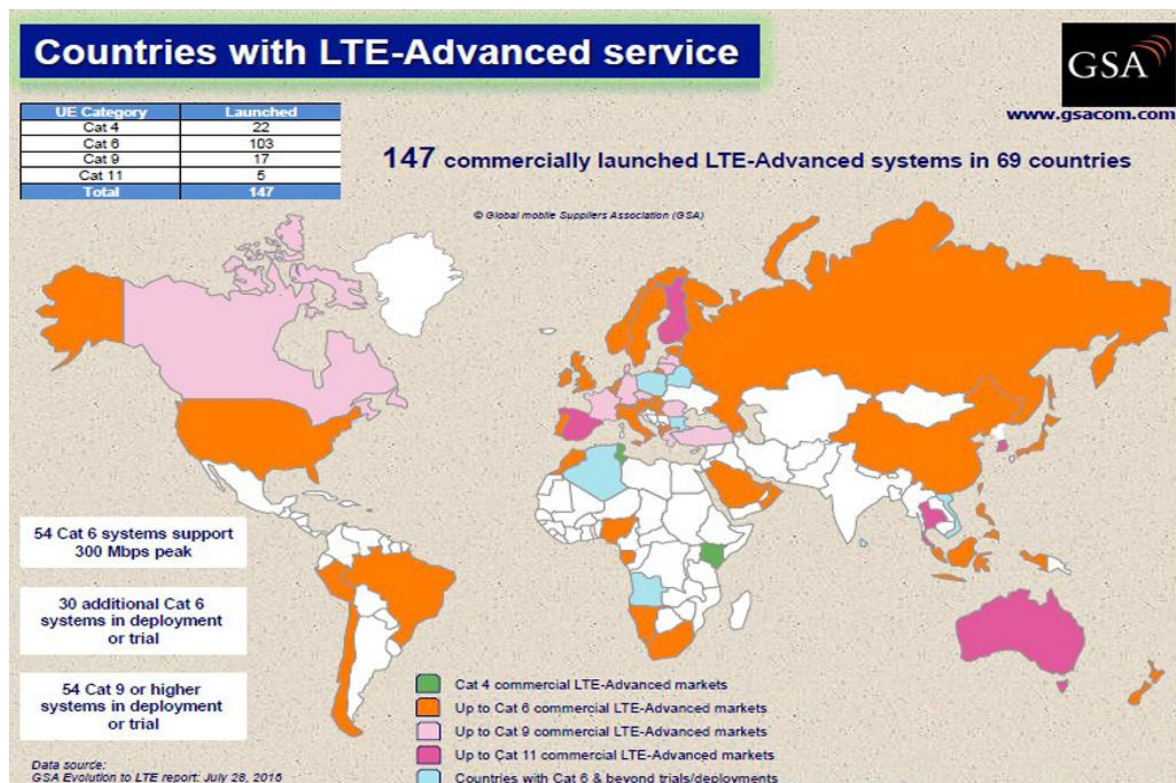 Countries with LTE-Advanced service
GSA
www.gsacom.com
UE Category Launched
Cat 4 22
Cat 6 103
Cat 9 17
Cat 11 5
Total 147
147 commercially launched LTE-Advanced systems in 69 countries
© Global mobile Suppliers Association (GSA)
54 Cat 6 systems support
300 Mbps peak
30 additional Cat 6
systems in deployment
or trial
54 Cat 9 or higher
systems in deployment
or trial
Cat 4 commercial LTE-Advanced markets
Up to Cat 6 commercial LTE-Advanced markets
Up to Cat 9 commercial LTE-Advanced markets
Up to Cat 11 commercial LTE-Advanced markets
Countries with Cat 6 & beyond trials/deployments
Data source:
GSA Evolution to LTE report: July 28, 2016